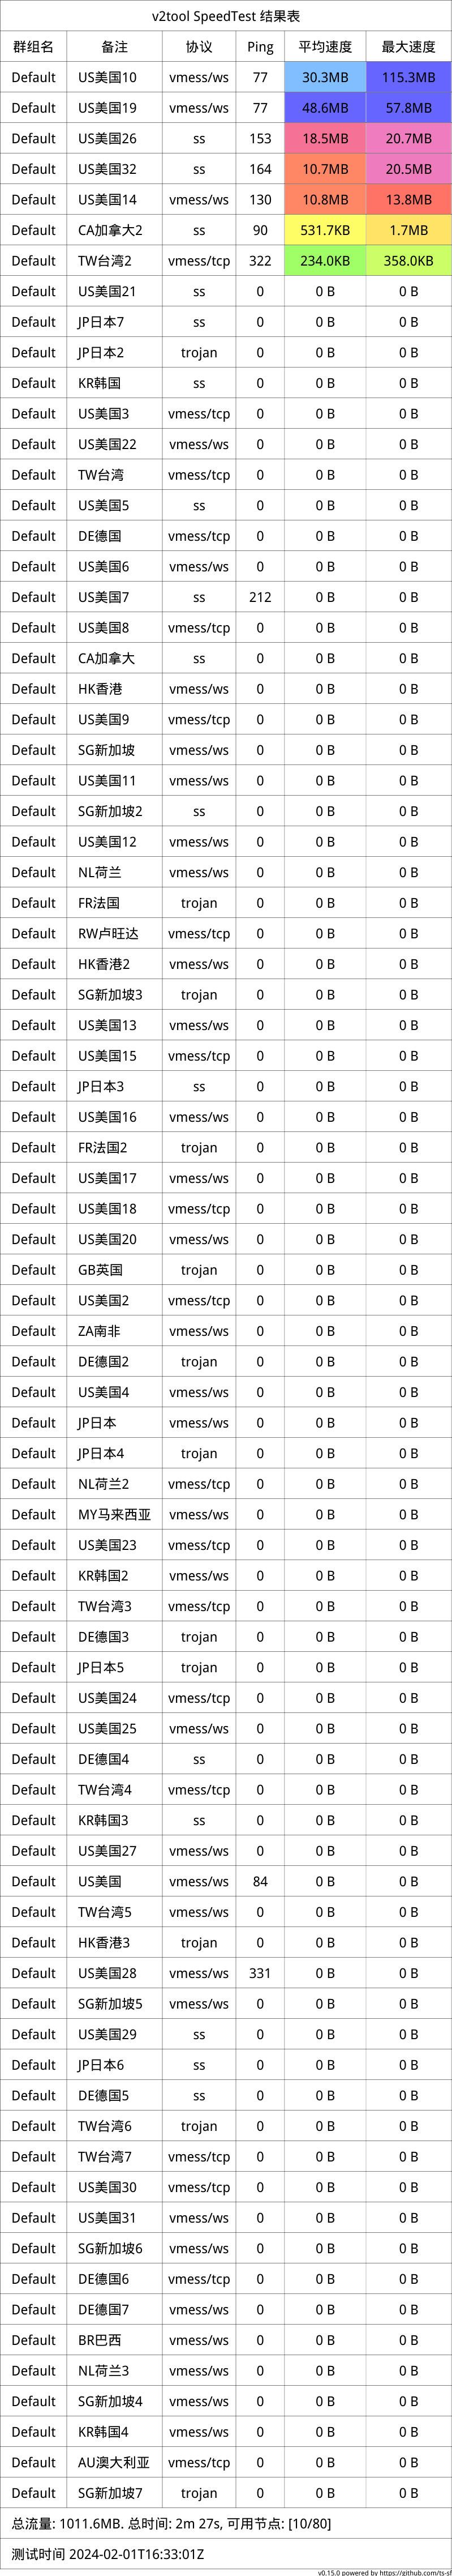 v2tool SpeedTest 结果表
群组名 备注 协议 Ping 平均速度 最大速度
Default US美国10 vmess/ws 77 30.3MB 115.3MB
Default US美国19 vmess/ws 77 48.6MB 57.8MB
Default US美国26 ss 153 18.5MB 20.7MB
Default US美国32 ss 164 10.7MB 20.5MB
Default US美国14 vmess/ws 130 10.8MB 13.8MB
Default CA加拿大2 ss 90 531.7KB 1.7MB
Default TW台湾2 vmess/tcp 322 234.0KB 358.0KB
Default US美国21 ss 0 0 B 0 B
Default JP日本7 ss 0 0 B 0 B
Default JP日本2 trojan 0 0 B 0 B
Default KR韩国 ss 0 0 B 0 B
Default US美国3 vmess/tcp 0 0 B 0 B
Default US美国22 vmess/ws 0 0 B 0 B
Default TW台湾 vmess/tcp 0 0 B 0 B
Default US美国5 ss 0 0 B 0 B
Default DE德国 vmess/tcp 0 0 B 0 B
Default US美国6 vmess/ws 0 0 B 0 B
Default US美国7 ss 212 0 B 0 B
Default US美国8 vmess/tcp 0 0 B 0 B
Default CA加拿大 ss 0 0 B 0 B
Default HK香港 vmess/ws 0 0 B 0 B
Default US美国9 vmess/tcp 0 0 B 0 B
Default SG新加坡 vmess/ws 0 0 B 0 B
Default US美国11 vmess/ws 0 0 B 0 B
Default SG新加坡2 ss 0 0 B 0 B
Default US美国12 vmess/ws 0 0 B 0 B
Default NL荷兰 vmess/ws 0 0 B 0 B
Default FR法国 trojan 0 0 B 0 B
Default RW卢旺达 vmess/tcp 0 0 B 0 B
Default HK香港2 vmess/ws 0 0 B 0 B
Default SG新加坡3 trojan 0 0 B 0 B
Default US美国13 vmess/ws 0 0 B 0 B
Default US美国15 vmess/tcp 0 0 B 0 B
Default JP日本3 ss 0 0 B 0 B
Default US美国16 vmess/ws 0 0 B 0 B
Default FR法国2 trojan 0 0 B 0 B
Default US美国17 vmess/ws 0 0 B 0 B
Default US美国18 vmess/tcp 0 0 B 0 B
Default US美国20 vmess/ws 0 0 B 0 B
Default GB英国 trojan 0 0 B 0 B
Default US美国2 vmess/tcp 0 0 B 0 B
Default ZA南非 vmess/ws 0 0 B 0 B
Default DE德国2 trojan 0 0 B 0 B
Default US美国4 vmess/ws 0 0 B 0 B
Default JP日本 vmess/ws 0 0 B 0 B
Default JP日本4 trojan 0 0 B 0 B
Default NL荷兰2 vmess/tcp 0 0 B 0 B
Default MY马来西亚 vmess/ws 0 0 B 0 B
Default US美国23 vmess/tcp 0 0 B 0 B
Default KR韩国2 vmess/ws 0 0 B 0 B
Default TW台湾3 vmess/tcp 0 0 B 0 B
Default DE德国3 trojan 0 0 B 0 B
Default JP日本5 trojan 0 0 B 0 B
Default US美国24 vmess/tcp 0 0 B 0 B
Default US美国25 vmess/ws 0 0 B 0 B
Default DE德国4 ss 0 0 B 0 B
Default TW台湾4 vmess/tcp 0 0 B 0 B
Default KR韩国3 ss 0 0 B 0 B
Default US美国27 vmess/ws 0 0 B 0 B
Default US美国 vmess/ws 84 0 B 0 B
Default TW台湾5 vmess/ws 0 0 B 0 B
Default HK香港3 trojan 0 0 B 0 B
Default US美国28 vmess/ws 331 0 B 0 B
Default SG新加坡5 vmess/ws 0 0 B 0 B
Default US美国29 ss 0 0 B 0 B
Default JP日本6 ss 0 0 B 0 B
Default DE德国5 ss 0 0 B 0 B
Default TW台湾6 trojan 0 0 B 0 B
Default TW台湾7 vmess/tcp 0 0 B 0 B
Default US美国30 vmess/tcp 0 0 B 0 B
Default US美国31 vmess/ws 0 0 B 0 B
Default SG新加坡6 vmess/ws 0 0 B 0 B
Default DE德国6 vmess/tcp 0 0 B 0 B
Default DE德国7 vmess/ws 0 0 B 0 B
Default BR巴西 vmess/ws 0 0 B 0 B
Default NL荷兰3 vmess/ws 0 0 B 0 B
Default SG新加坡4 vmess/ws 0 0 B 0 B
Default KR韩国4 vmess/ws 0 0 B 0 B
Default AU澳大利亚 vmess/tcp 0 0 B 0 B
Default SG新加坡7 trojan 0 0 B 0 B
总流量: 1011.6MB. 总时间: 2m 27s, 可用节点: [10/80]
测试时间 2024-02-01T16:33:01Z
v0.15.0 powered by https://github.com/ts-sf